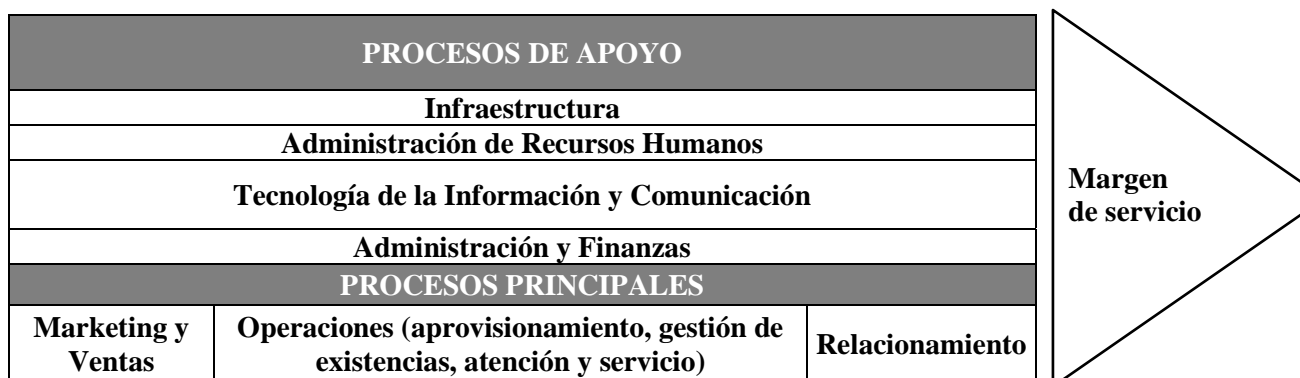 PROCESOS DE APOYO
Infraestructura
Administración de Recursos Humanos
Tecnología de la Información y Comunicación
Administración y Finanzas
PROCESOS PRINCIPALES
Marketing y
Ventas
Operaciones (aprovisionamiento, gestión de
existencias, atención y servicio)
Relacionamiento
Margen
de servicio